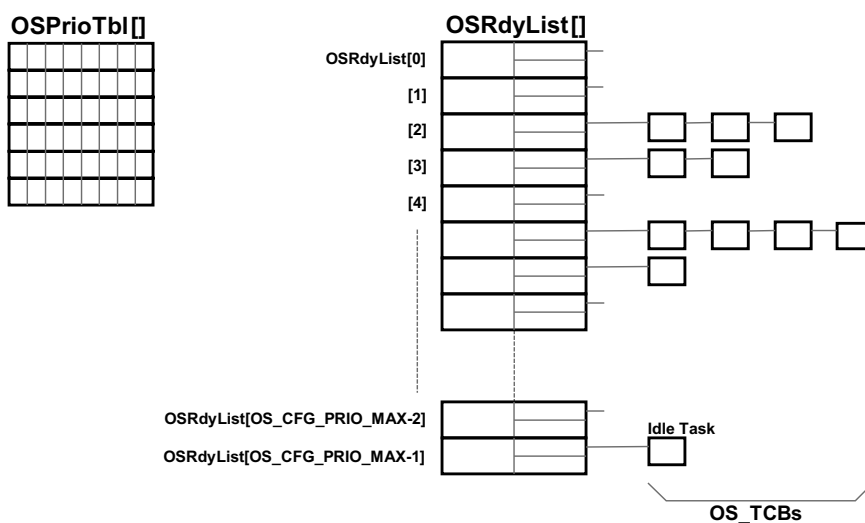 OSPrioTbl[]
OSRdyList[]
OSRdyList[0]
[1]
[2]
[3]
[4]
OSRdyList[OS_CFG_PRIO_MAX-2]
OSRdyList[OS_CFG_PRIO_MAX-1]
Idle Task
OS_TCBs